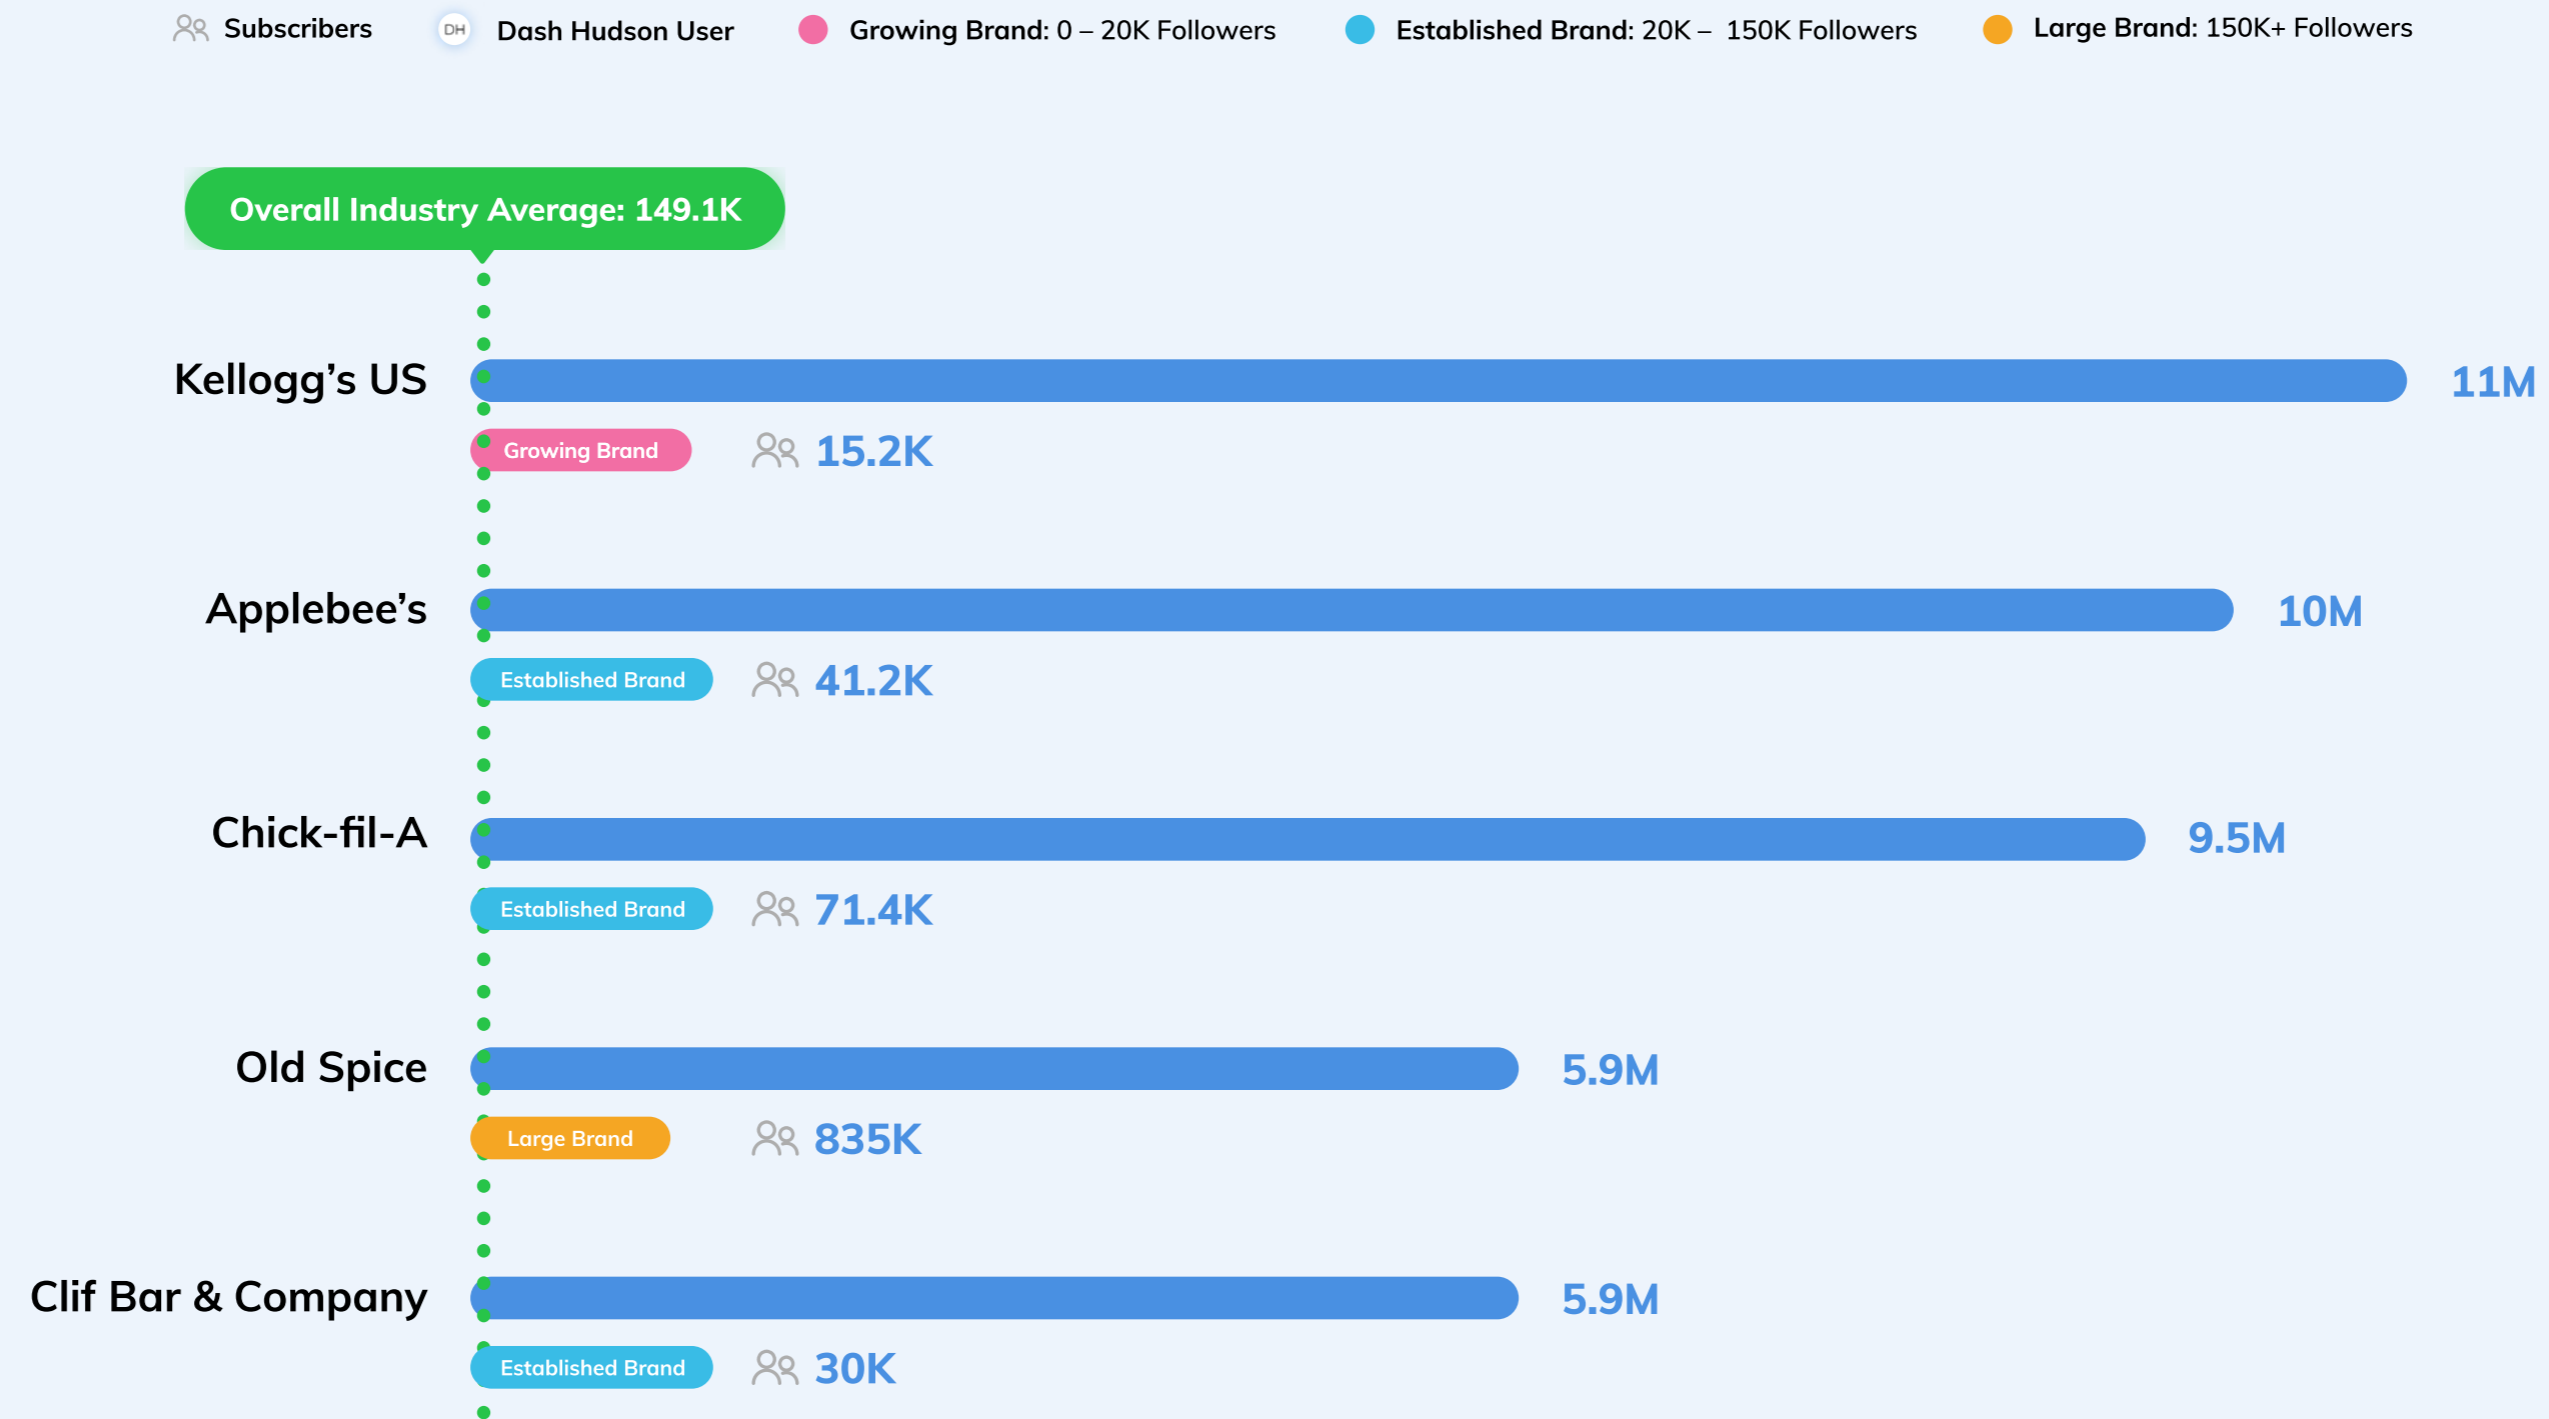 Subscribers DH Dash Hudson User Growing Brand: 0 – 20K Followers Established Brand: 20K – 150K Followers Large Brand: 150K+ Followers
Overall Industry Average: 149.1K
Kellogg’s US 11M
Growing Brand 15.2K
Applebee’s 10M
Established Brand 41.2K
Chick-fil-A 9.5M
Established Brand 71.4K
Old Spice 5.9M
Large Brand 835K
Clif Bar & Company 5.9M
Established Brand 30K